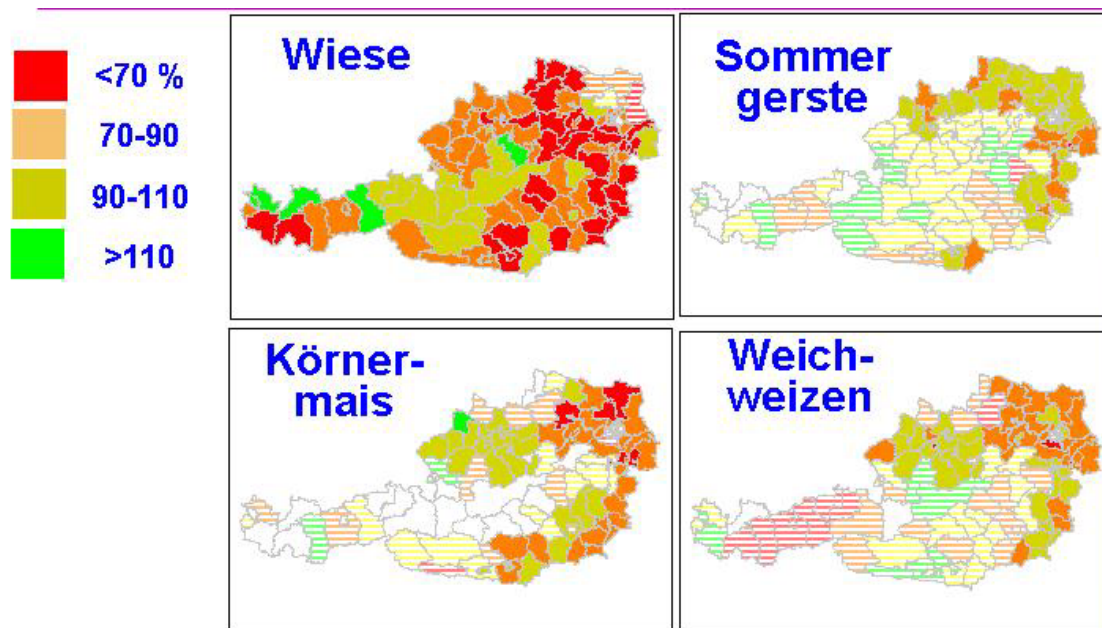 <70 %
70-90
90-110
>110
Wiese
Sommer
gerste
Körner-
mais
Weich-
weizen